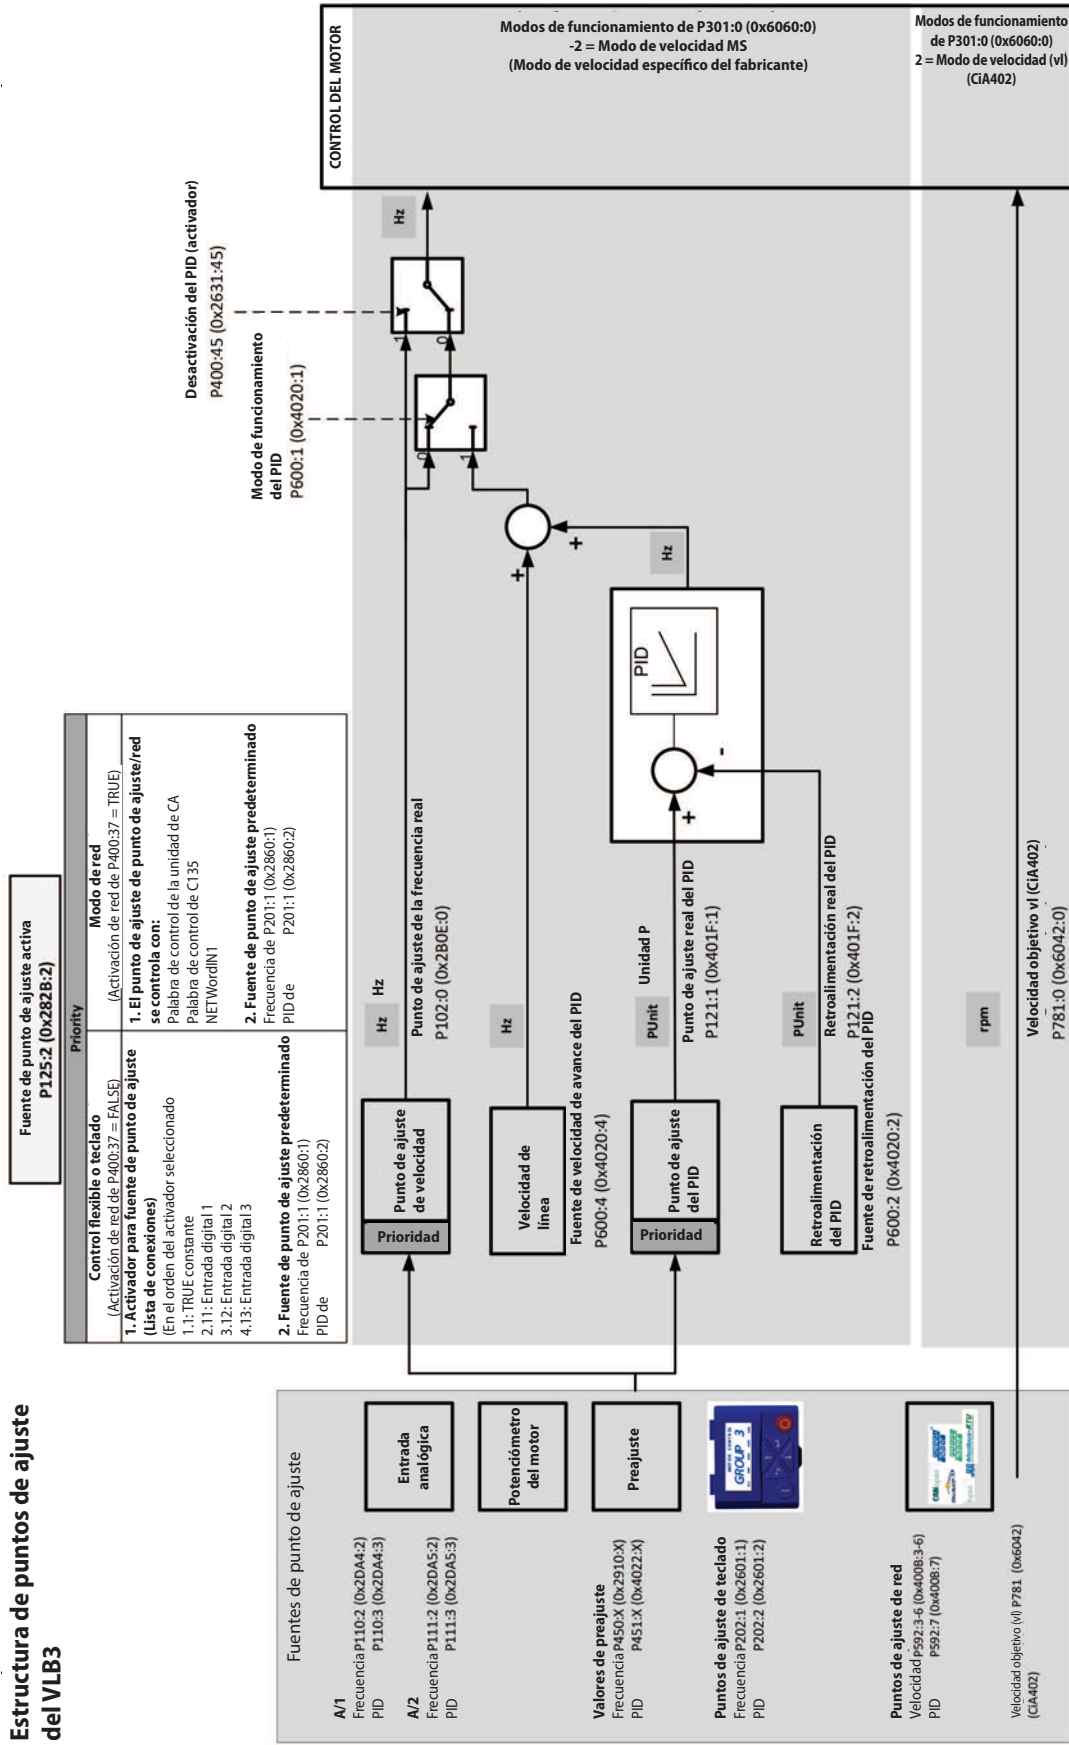 Estructura de puntos de ajuste
del VLB3
Fuente de punto de ajuste activa
P125:2 (0x282B:2)
Priority
Control flexible o teclado
(Activación de red de P400:37 = FALSE)
1. Activador para fuente de punto de ajuste
(Lista de conexiones)
(En el orden del activador seleccionado
1.1: TRUE constante
2.11: Entrada digital 1
3.12: Entrada digital 2
4.13: Entrada digital 3
2. Fuente de punto de ajuste predeterminado
Frecuencia de P201:1 (0x2860:1)
PID de P201:1 (0x2860:2)
Modo de red
(Activación de red de P400:37 = TRUE)
1. El punto de ajuste de punto de ajuste/red
se controla con:
Palabra de control de la unidad de CA
Palabra de control de C135
NETWordIN1
2. Fuente de punto de ajuste predeterminado
Frecuencia de P201:1 (0x2860:1)
PID de P201:1 (0x2860:2)
Desactivación del PID (activador)
P400:45 (0x2631:45)
Modo de funcionamiento
del PID
P600:1 (0x4020:1)
Fuentes de punto de ajuste
A/1
Frecuencia P110:2 (0x2DA4:2)
PID P110:3 (0x2DA4:3)
A/2
Frecuencia P111:2 (0x2DA5:2)
PID P111:3 (0x2DA5:3)
Entrada
analógica
Potenciómetro
del motor
Valores de preajuste
Frecuencia P450:X (0x2910:X)
PID P451:X (0x4022:X)
Preajuste
Puntos de ajuste de teclado
Frecuencia P202:1 (0x2601:1)
PID P202:2 (0x2601:2)
GROUP 3
Puntos de ajuste de red
Velocidad P592:3-6 (0x400B:3-6)
PID P592:7 (0x400B:7)
Velocidad objetivo (vl) P781 (0x6042)
(CiA402)
Prioridad
Punto de ajuste
de velocidad
Hz
Hz
Punto de ajuste de la frecuencia real
P102:0 (0x2B0E:0)
Velocidad de
línea
Hz
Fuente de velocidad de avance del PID
P600:4 (0x4020:4)
Prioridad
Punto de ajuste
del PID
PUnit
Unidad P
Punto de ajuste real del PID
P121:1 (0x401F:1)
Retroalimentación
del PID
PUnit
Retroalimentación real del PID
P121:2 (0x401F:2)
Fuente de retroalimentación del PID
P600:2 (0x4020:2)
+
-
PID
Hz
+
+
0
1
1
0
Hz
rpm
Velocidad objetivo vl (CiA402)
P781:0 (0x6042:0)
CONTROL DEL MOTOR
Modos de funcionamiento de P301:0 (0x6060:0)
-2 = Modo de velocidad MS
(Modo de velocidad específico del fabricante)
Modos de funcionamiento
de P301:0 (0x6060:0)
2 = Modo de velocidad (vl)
(CiA402)